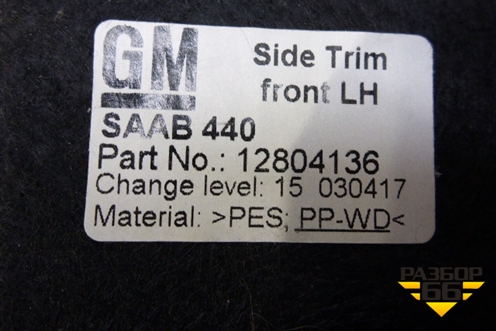 GM
Side Trim
front LH
SAAB 440
Part No.: 12804136
Change level: 15 030417
Material: >PES; PP-WD<
РАЗБОР
66